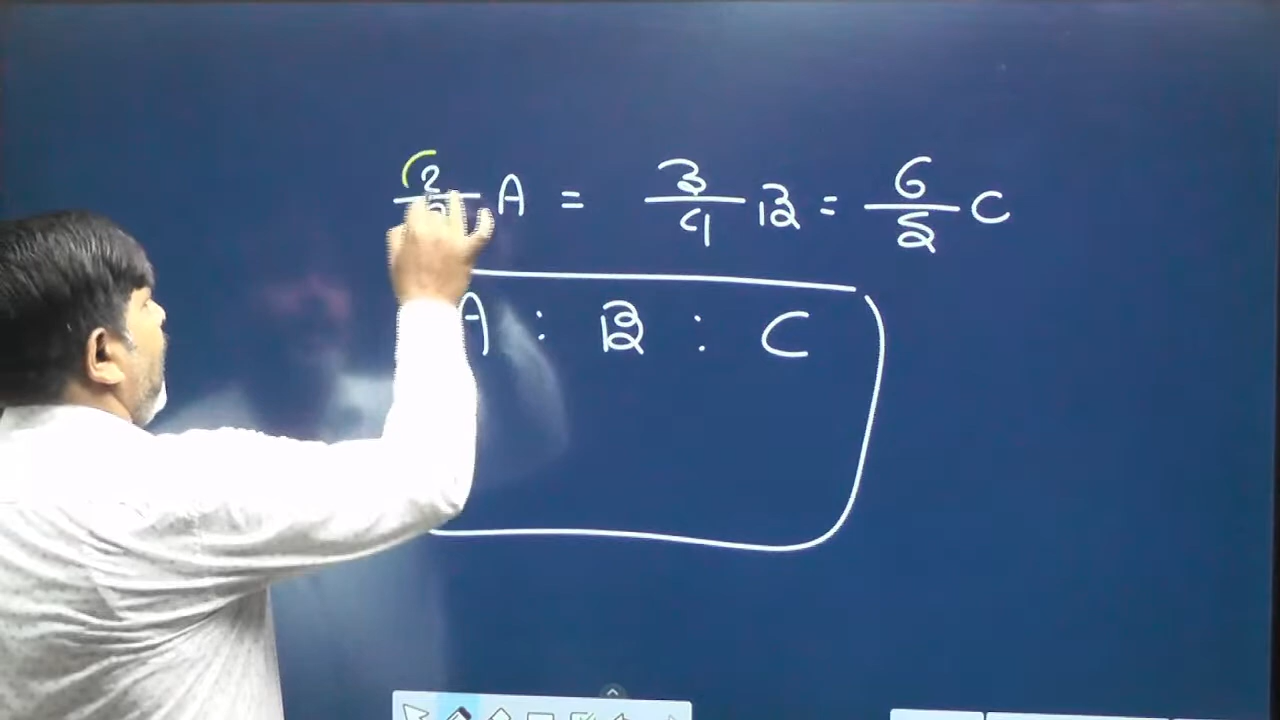 2/ A = 3/4 B = 6/5 C
A : B : C